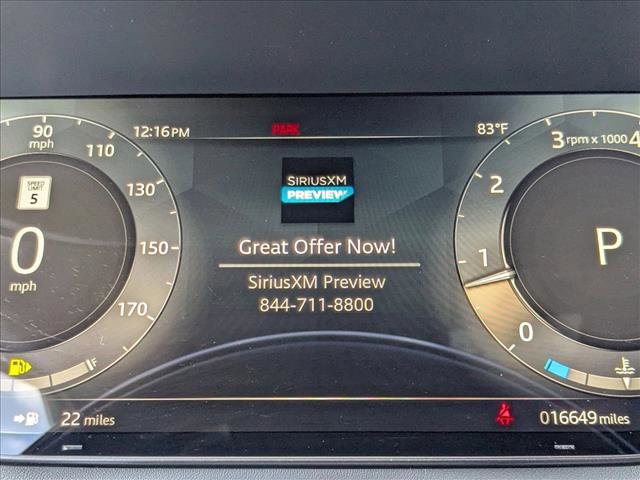 90
mph
110
130
150
170
SPEED
LIMIT
5
0
mph
F
12:16PM
PARK
83°F
SIRIUSXM
PREVIEW
Great Offer Now!
SiriusXM Preview
844-711-8800
3 rpm x 1000 4
2
1
0
P
22 miles
016649 miles